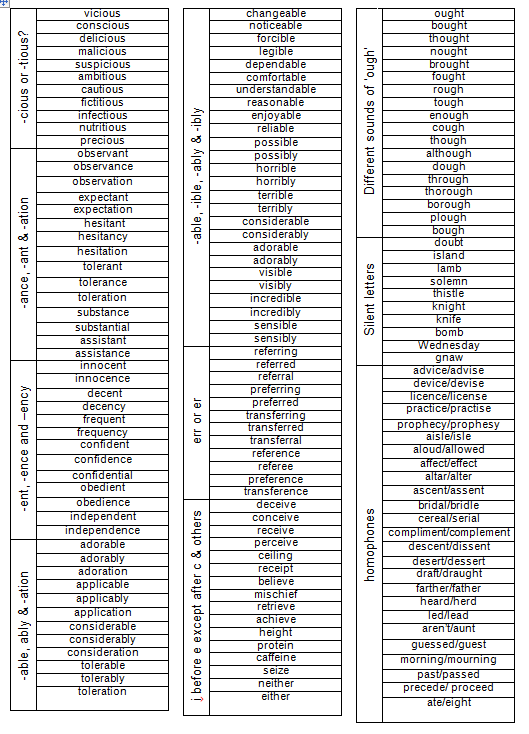 -cious or -tious?
vicious
conscious
delicious
malicious
suspicious
ambitious
cautious
fictitious
infectious
nutritious
precious
-ance, -ant & -ation
observant
observance
observation
expectant
expectation
hesitant
hesitancy
hesitation
tolerant
tolerance
toleration
substance
substantial
assistant
assistance
-ent, -ence and –ency
innocent
innocence
decent
decency
frequent
frequency
confident
confidence
confidential
obedient
obedience
independent
independence
-able, ably & -ation
adorable
adorably
adoration
applicable
applicably
application
considerable
considerably
consideration
tolerable
tolerably
toleration
-able, -ible, -ably & -ibly
changeable
noticeable
forcible
legible
dependable
comfortable
understandable
reasonable
enjoyable
reliable
possible
possibly
horrible
horribly
terrible
terribly
considerable
considerably
adorable
adorably
visible
visibly
incredible
incredibly
sensible
sensibly
err or er
referring
referred
referral
preferring
preferred
transferring
transferred
transferral
reference
referee
preference
transference
i before e except after c & others
deceive
conceive
receive
perceive
ceiling
receipt
believe
mischief
retrieve
achieve
height
protein
caffeine
seize
neither
either
Different sounds of 'ough'
ought
bought
thought
nought
brought
fought
rough
tough
enough
cough
though
although
dough
through
thorough
borough
plough
bough
Silent letters
doubt
island
lamb
solemn
thistle
knight
knife
bomb
Wednesday
gnaw
homophones
advice/advise
device/devise
licence/license
practice/practise
prophecy/prophesy
aisle/isle
aloud/allowed
affect/effect
altar/alter
ascent/assent
bridal/bridle
cereal/serial
compliment/complement
descent/dissent
desert/dessert
draft/draught
farther/father
heard/herd
led/lead
aren't/aunt
guessed/guest
morning/mourning
past/passed
precede/ proceed
ate/eight